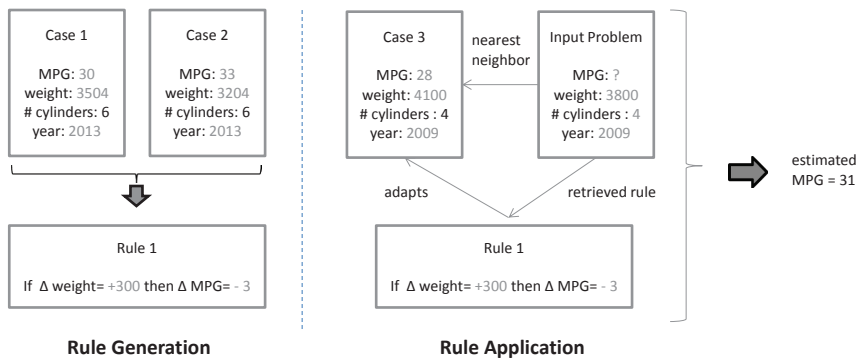 Case 1
MPG: 30
weight: 3504
# cylinders: 6
year: 2013
Case 2
MPG: 33
weight: 3204
# cylinders: 6
year: 2013
Rule 1
If Δ weight= +300 then Δ MPG= - 3
Rule Generation
Case 3
MPG: 28
weight: 4100
# cylinders : 4
year: 2009
nearest
neighbor
Input Problem
MPG: ?
weight: 3800
# cylinders : 4
year: 2009
adapts
retrieved rule
Rule 1
If Δ weight= +300 then Δ MPG= - 3
Rule Application
estimated
MPG = 31